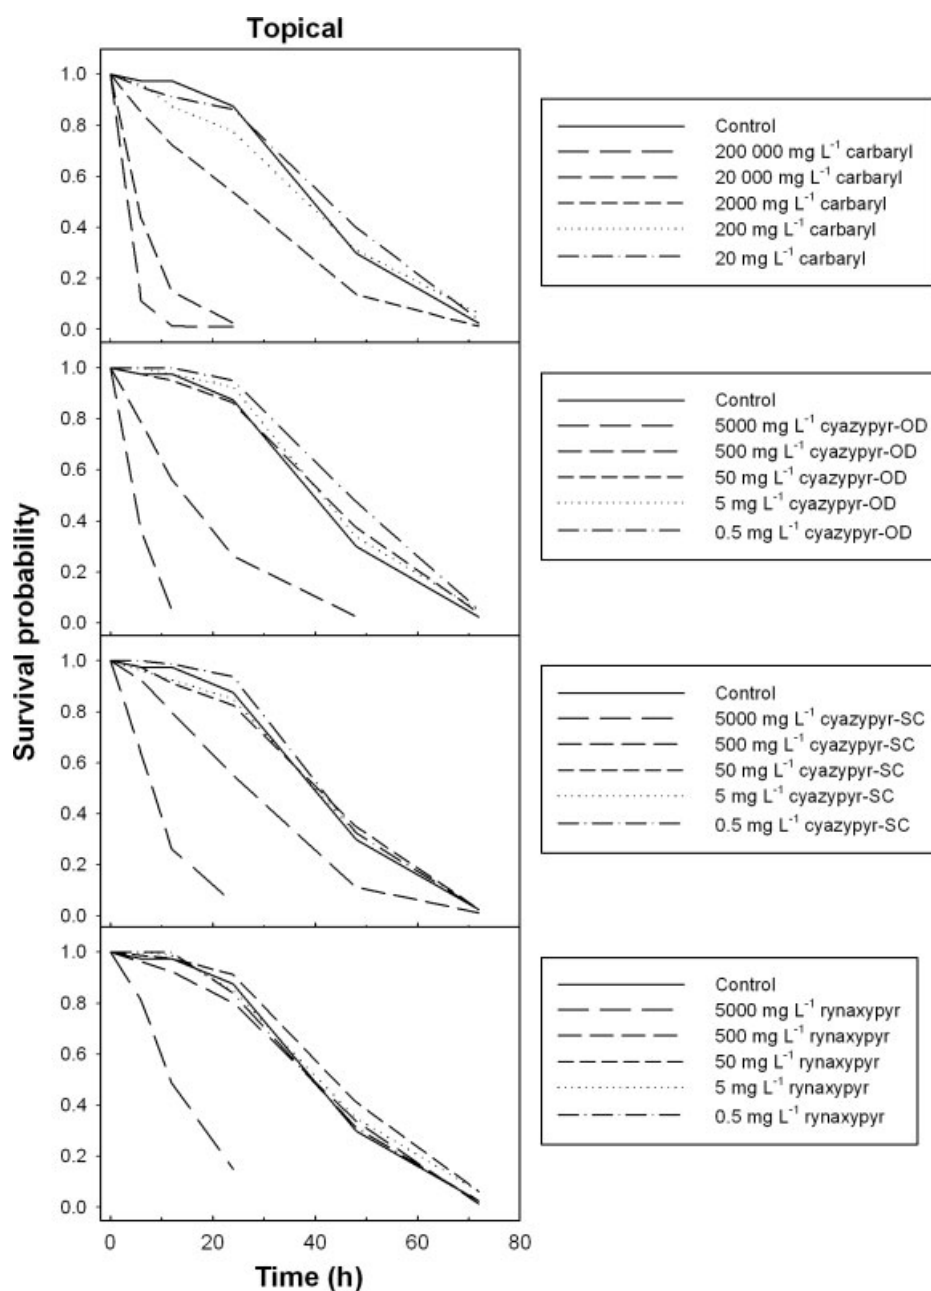 Topical
1.0
0.8
0.6
0.4
0.2
0.0
Control
200 000 mg L⁻¹ carbaryl
20 000 mg L⁻¹ carbaryl
2000 mg L⁻¹ carbaryl
200 mg L⁻¹ carbaryl
20 mg L⁻¹ carbaryl
1.0
0.8
0.6
0.4
0.2
0.0
Control
5000 mg L⁻¹ cyazypyr-OD
500 mg L⁻¹ cyazypyr-OD
50 mg L⁻¹ cyazypyr-OD
5 mg L⁻¹ cyazypyr-OD
0.5 mg L⁻¹ cyazypyr-OD
Survival probability
1.0
0.8
0.6
0.4
0.2
0.0
Control
5000 mg L⁻¹ cyazypyr-SC
500 mg L⁻¹ cyazypyr-SC
50 mg L⁻¹ cyazypyr-SC
5 mg L⁻¹ cyazypyr-SC
0.5 mg L⁻¹ cyazypyr-SC
1.0
0.8
0.6
0.4
0.2
0.0
Control
5000 mg L⁻¹ rynaxypyr
500 mg L⁻¹ rynaxypyr
50 mg L⁻¹ rynaxypyr
5 mg L⁻¹ rynaxypyr
0.5 mg L⁻¹ rynaxypyr
0 20 40 60 80
Time (h)